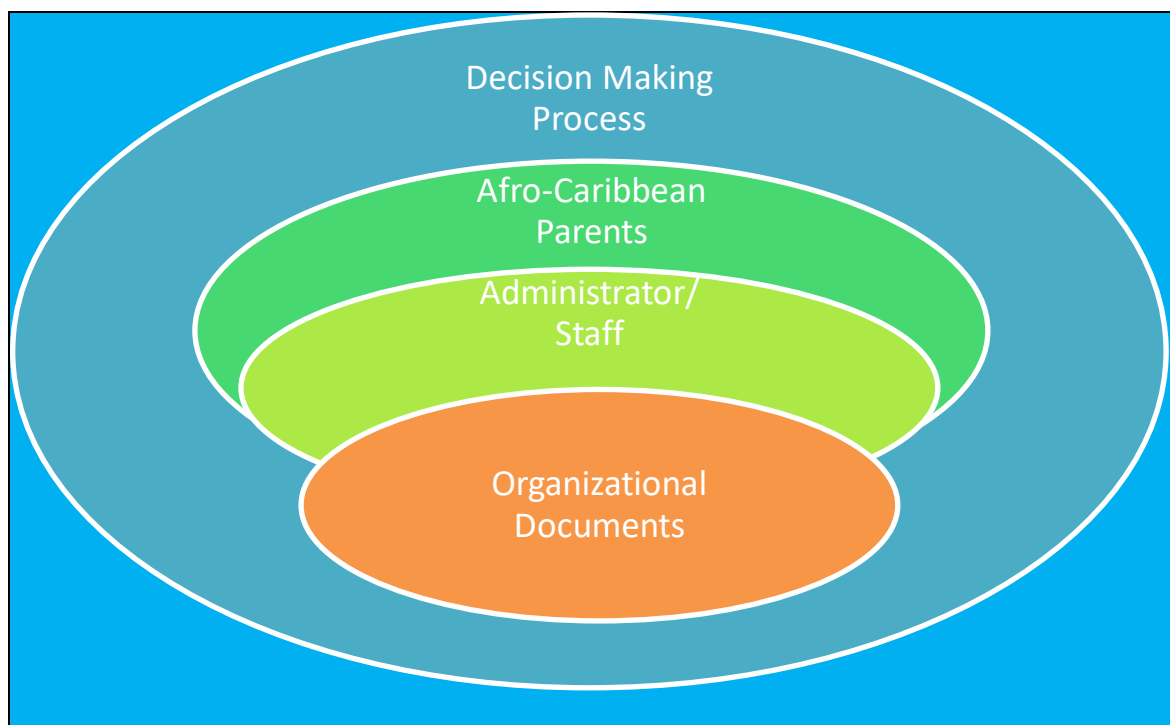 Decision Making
Process
Afro-Caribbean
Parents
Administrator/
Staff
Organizational
Documents